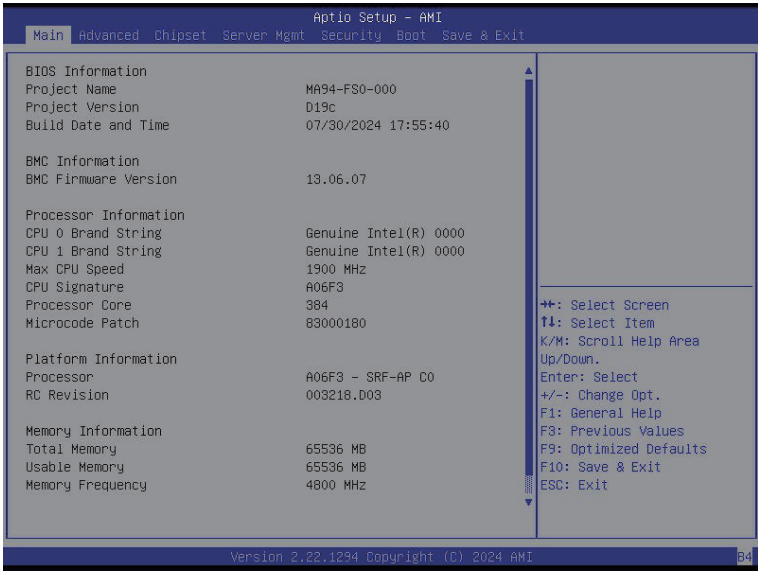 Aptio Setup – AMI
Main Advanced Chipset Server Mgmt Security Boot Save & Exit
BIOS Information
Project Name MA94-FS0-000
Project Version D19c
Build Date and Time 07/30/2024 17:55:40
BMC Information
BMC Firmware Version 13.06.07
Processor Information
CPU 0 Brand String Genuine Intel(R) 0000
CPU 1 Brand String Genuine Intel(R) 0000
Max CPU Speed 1900 MHz
CPU Signature A06F3
Processor Core 384
Microcode Patch 83000180
Platform Information
Processor A06F3 – SRF-AP C0
RC Revision 003218.D03
Memory Information
Total Memory 65536 MB
Usable Memory 65536 MB
Memory Frequency 4800 MHz
→←: Select Screen
↑↓: Select Item
K/M: Scroll Help Area
Up/Down.
Enter: Select
+/-: Change Opt.
F1: General Help
F3: Previous Values
F9: Optimized Defaults
F10: Save & Exit
ESC: Exit
Version 2.22.1294 Copyright (C) 2024 AMI
B4